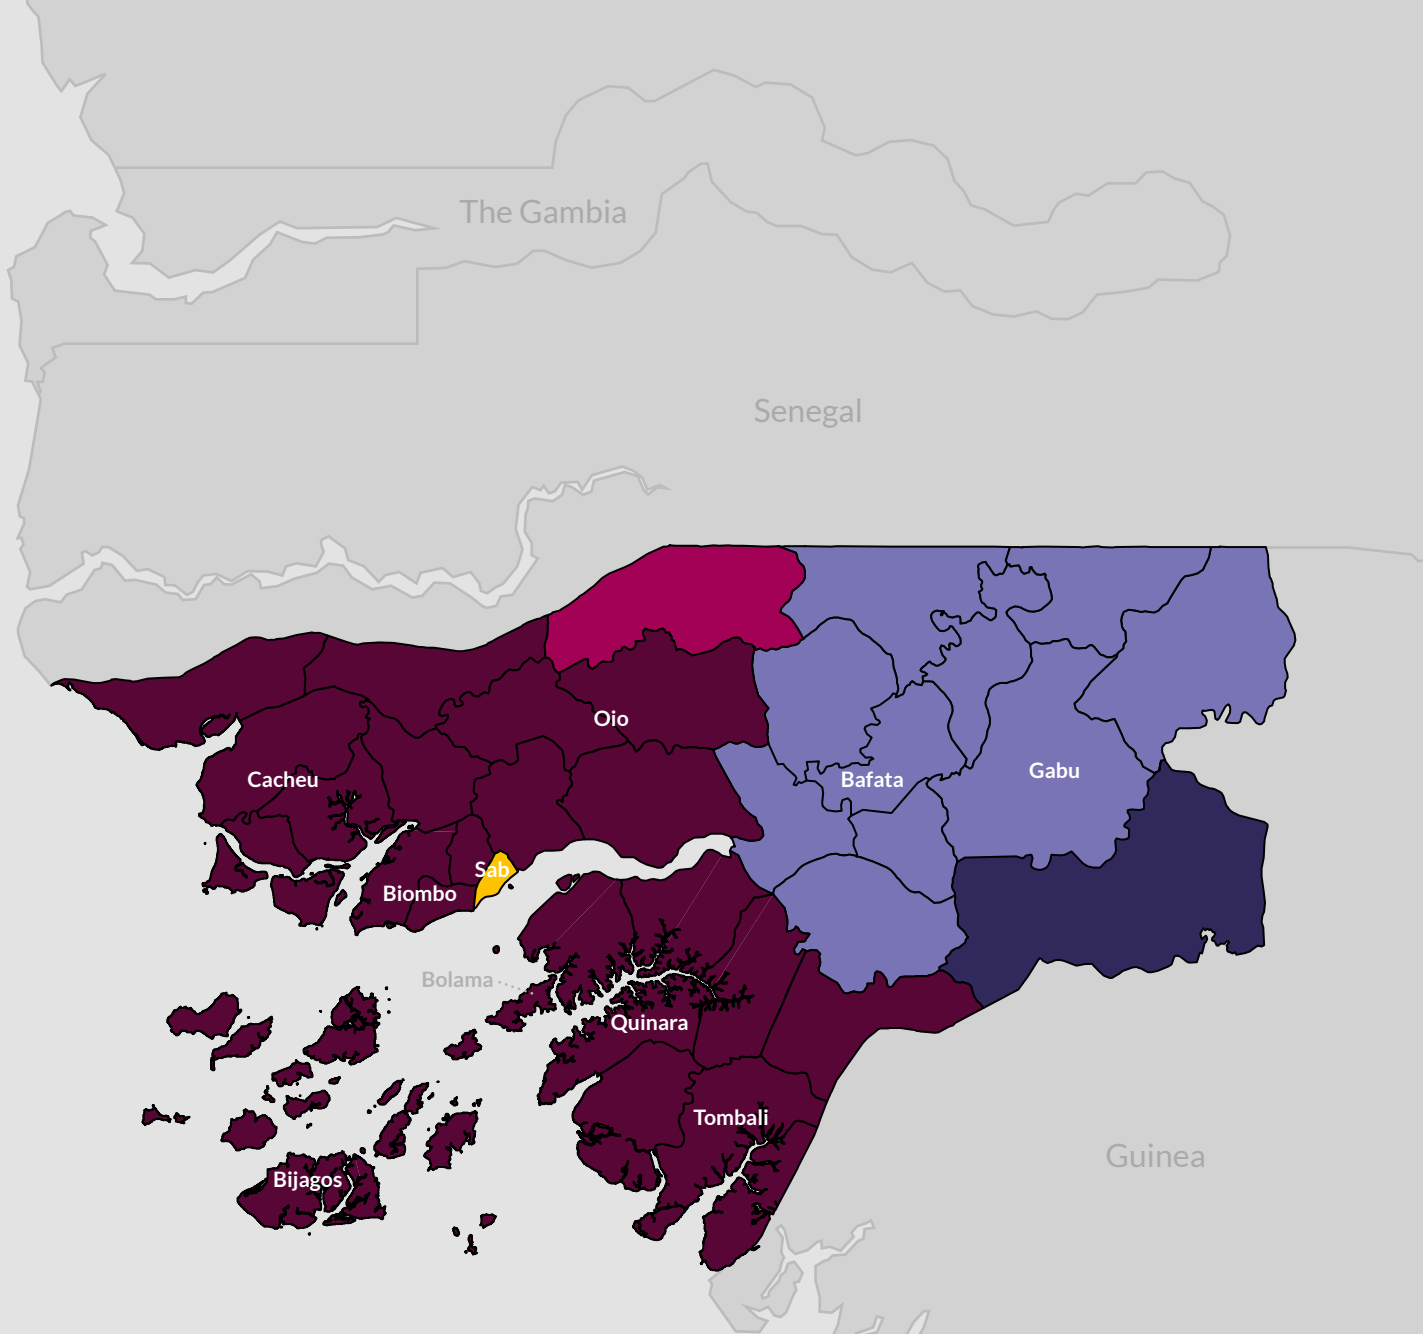 The Gambia
Senegal
Oio
Cacheu
Bafata
Gabu
Sab
Biombo
Bolama
Quinara
Tombali
Guinea
Bijagos